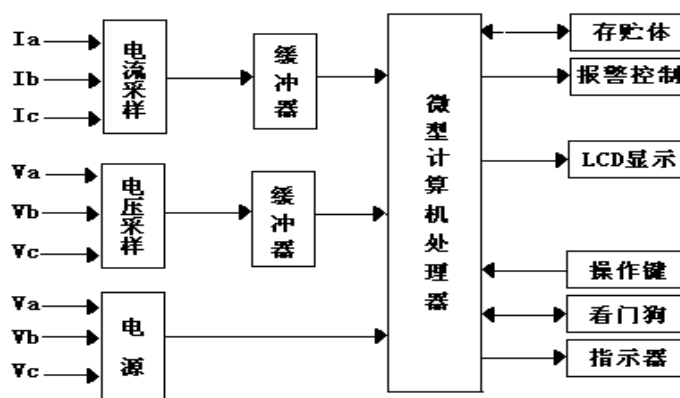 Ia
Ib
Ic
电流采样
缓冲器
Va
Vb
Vc
电压采样
缓冲器
Va
Vb
Vc
电源
微型计算机处理器
存贮体
报警控制
LCD显示
操作键
看门狗
指示器